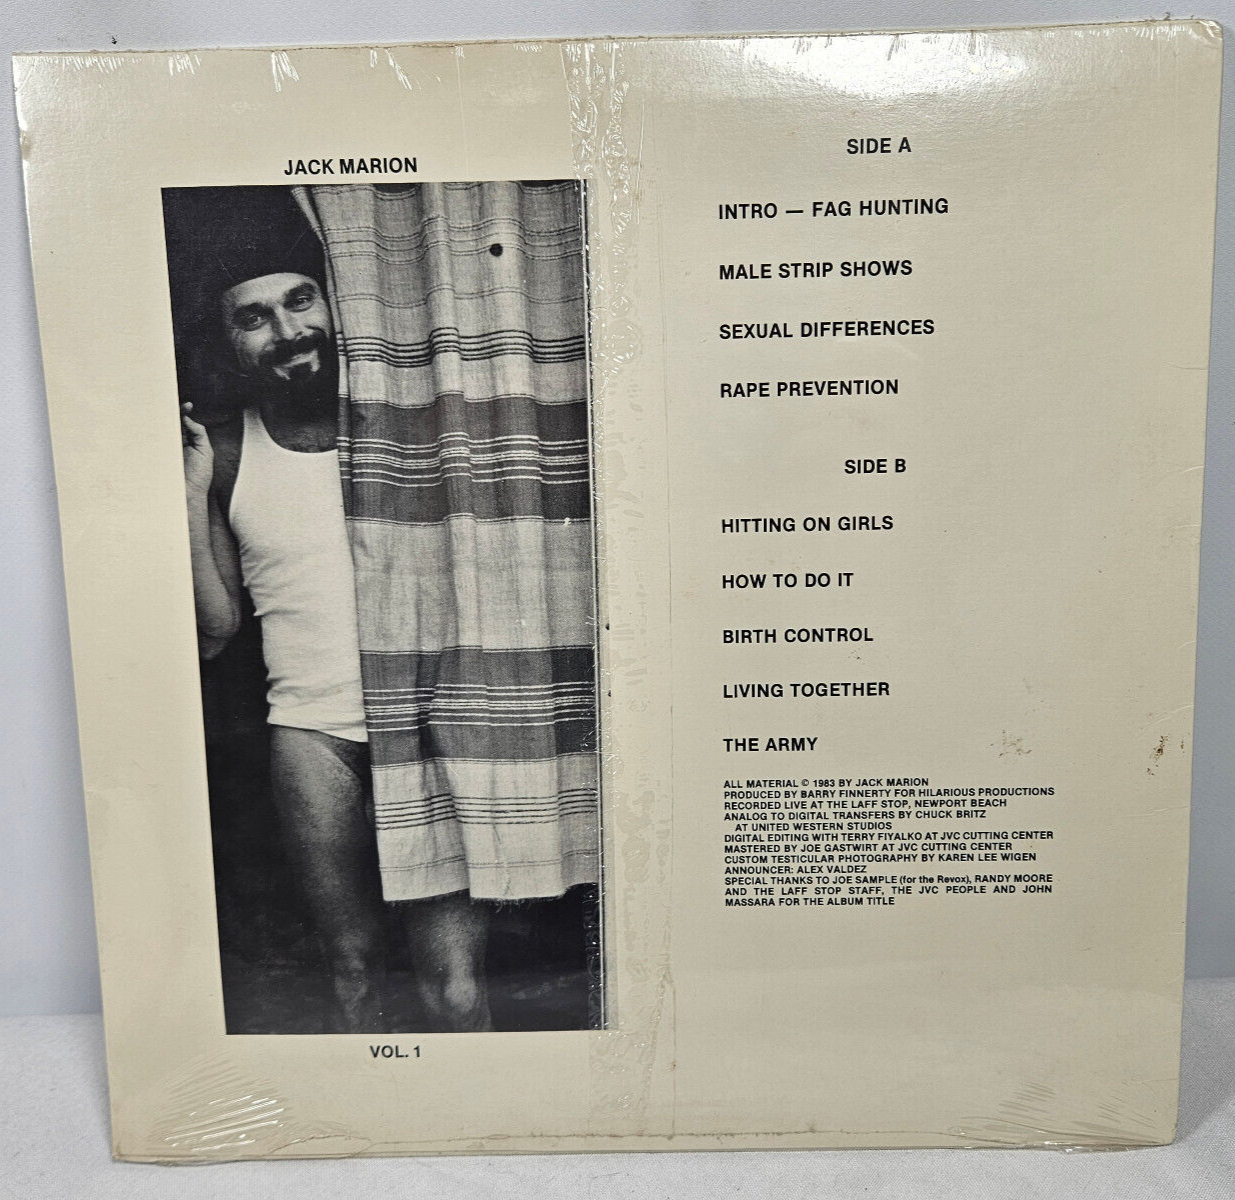 JACK MARION
VOL. 1
SIDE A
INTRO — FAG HUNTING
MALE STRIP SHOWS
SEXUAL DIFFERENCES
RAPE PREVENTION
SIDE B
HITTING ON GIRLS
HOW TO DO IT
BIRTH CONTROL
LIVING TOGETHER
THE ARMY
ALL MATERIAL © 1983 BY JACK MARION
PRODUCED BY BARRY FINNERTY FOR HILARIOUS PRODUCTIONS
RECORDED LIVE AT THE LAFF STOP, NEWPORT BEACH
ANALOG TO DIGITAL TRANSFERS BY CHUCK BRITZ
AT UNITED WESTERN STUDIOS
DIGITAL EDITING WITH TERRY FIYALKO AT JVC CUTTING CENTER
MASTERED BY JOE GASTWIRT AT JVC CUTTING CENTER
CUSTOM TESTICULAR PHOTOGRAPHY BY KAREN LEE WIGEN
ANNOUNCER: ALEX VALDEZ
SPECIAL THANKS TO JOE SAMPLE (for the Revox), RANDY MOORE
AND THE LAFF STOP STAFF, THE JVC PEOPLE AND JOHN
MASSARA FOR THE ALBUM TITLE